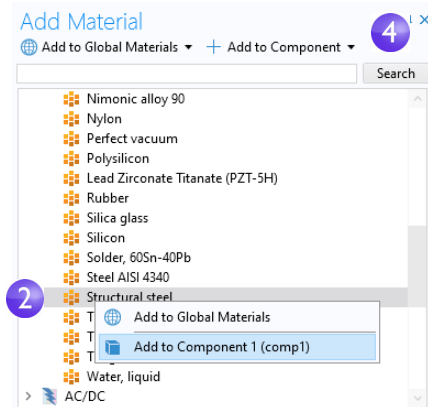 Add Material
4
Add to Global Materials ▾ + Add to Component ▾
Search
Nimonic alloy 90
Nylon
Perfect vacuum
Polysilicon
Lead Zirconate Titanate (PZT-5H)
Rubber
Silica glass
Silicon
Solder, 60Sn-40Pb
Steel AISI 4340
2
Structural steel
Add to Global Materials
Add to Component 1 (comp1)
Water, liquid
AC/DC